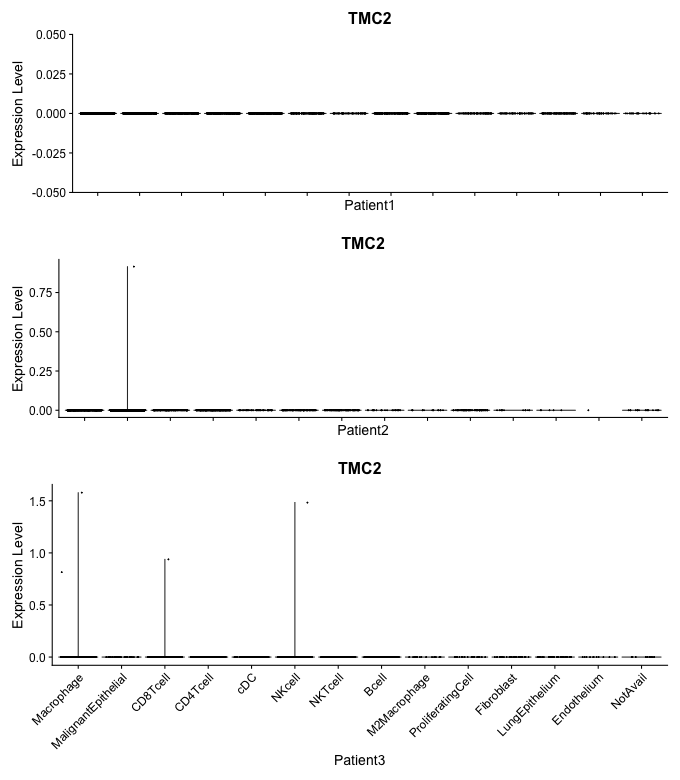 TMC2
Expression Level
0.050
0.025
0.000
-0.025
-0.050
Patient1
TMC2
Expression Level
0.75
0.50
0.25
0.00
Patient2
TMC2
Expression Level
1.5
1.0
0.5
0.0
Macrophage
MalignantEpithelial
CD8Tcell
CD4Tcell
cDC
NKcell
NKTcell
Bcell
M2Macrophage
ProliferatingCell
Fibroblast
LungEpithelium
Endothelium
NotAvail
Patient3